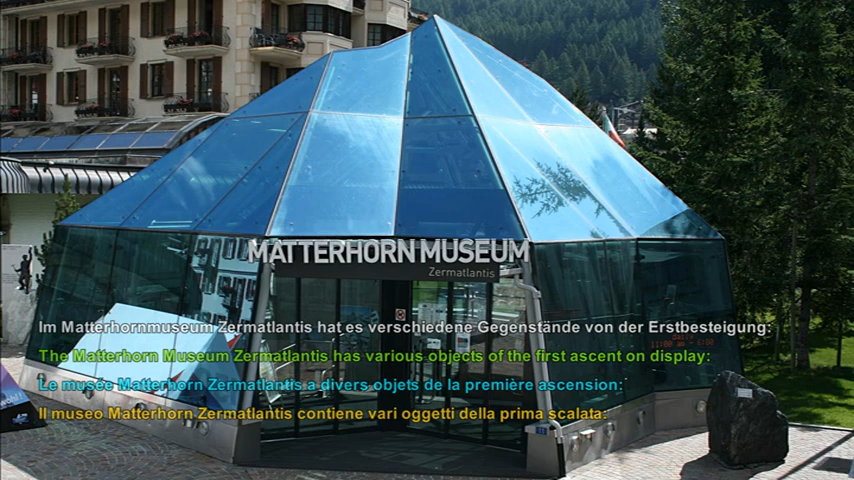 MATTERHORN MUSEUM
Zermatlantis
Im Matterhornmuseum Zermatlantis hat es verschiedene Gegenstände von der Erstbesteigung:
The Matterhorn Museum Zermatlantis has various objects of the first ascent on display:
Le musée Matterhorn Zermatlantis a divers objets de la première ascension:
Il museo Matterhorn Zermatlantis contiene vari oggetti della prima scalata: